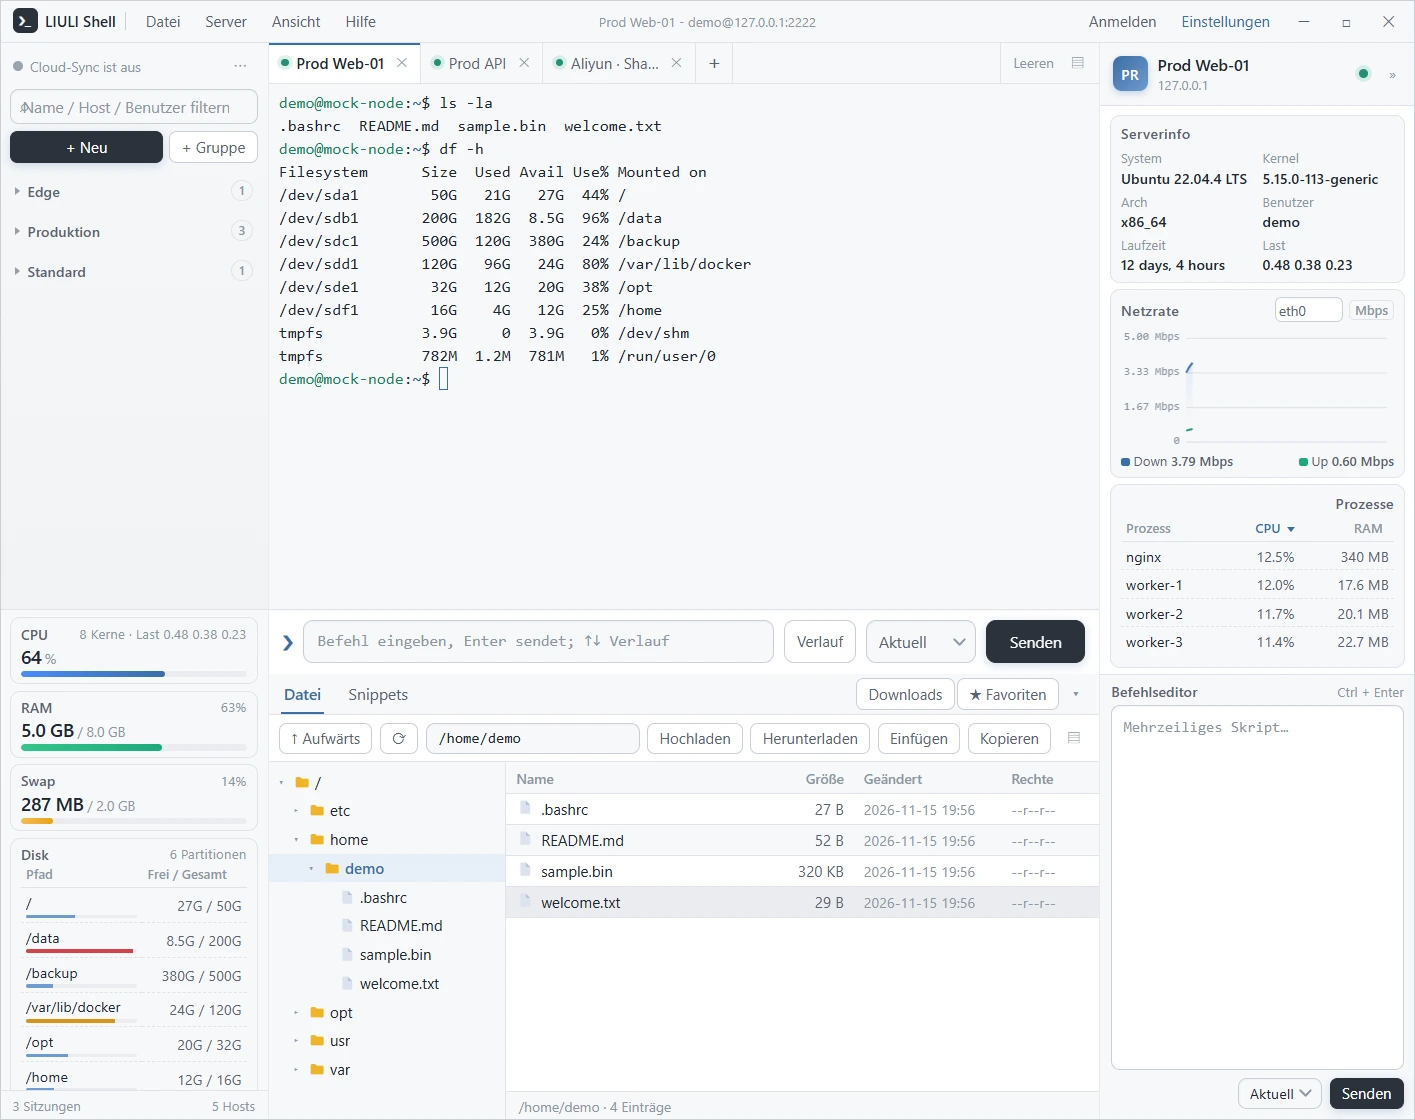 LIULI Shell
Datei
Server
Ansicht
Hilfe
Prod Web-01 - demo@127.0.0.1:2222
Anmelden
Einstellungen
Cloud-Sync ist aus
Name / Host / Benutzer filtern
+ Neu
+ Gruppe
Edge 1
Produktion 3
Standard 1
CPU 8 Kerne · Last 0.48 0.38 0.23
64 %
RAM 63%
5.0 GB / 8.0 GB
Swap 14%
287 MB / 2.0 GB
Disk 6 Partitionen
Pfad Frei / Gesamt
/ 27G / 50G
/data 8.5G / 200G
/backup 380G / 500G
/var/lib/docker 24G / 120G
/opt 20G / 32G
/home 12G / 16G
3 Sitzungen 5 Hosts
Prod Web-01
Prod API
Aliyun · Sha...
+
Leeren
demo@mock-node:~$ ls -la
.bashrc  README.md  sample.bin  welcome.txt
demo@mock-node:~$ df -h
Filesystem      Size  Used Avail Use% Mounted on
/dev/sda1        50G   21G   27G  44% /
/dev/sdb1       200G  182G  8.5G  96% /data
/dev/sdc1       500G  120G  380G  24% /backup
/dev/sdd1       120G   96G   24G  80% /var/lib/docker
/dev/sde1        32G   12G   20G  38% /opt
/dev/sdf1        16G    4G   12G  25% /home
tmpfs           3.9G     0  3.9G   0% /dev/shm
tmpfs           782M  1.2M  781M   1% /run/user/0
demo@mock-node:~$
Befehl eingeben, Enter sendet; ↑↓ Verlauf
Verlauf
Aktuell
Senden
Datei
Snippets
Downloads
★ Favoriten
↑ Aufwärts
/home/demo
Hochladen
Herunterladen
Einfügen
Kopieren
/
etc
home
demo
.bashrc
README.md
sample.bin
welcome.txt
opt
usr
var
Name Größe Geändert Rechte
.bashrc 27 B 2026-11-15 19:56 --r--r--
README.md 52 B 2026-11-15 19:56 --r--r--
sample.bin 320 KB 2026-11-15 19:56 --r--r--
welcome.txt 29 B 2026-11-15 19:56 --r--r--
/home/demo · 4 Einträge
PR
Prod Web-01
127.0.0.1
»
Serverinfo
System Kernel
Ubuntu 22.04.4 LTS 5.15.0-113-generic
Arch Benutzer
x86_64 demo
Laufzeit Last
12 days, 4 hours 0.48 0.38 0.23
Netzrate eth0 Mbps
5.00 Mbps
3.33 Mbps
1.67 Mbps
0
Down 3.79 Mbps Up 0.60 Mbps
Prozesse
Prozess CPU RAM
nginx 12.5% 340 MB
worker-1 12.0% 17.6 MB
worker-2 11.7% 20.1 MB
worker-3 11.4% 22.7 MB
Befehlseditor Ctrl + Enter
Mehrzeiliges Skript…
Aktuell
Senden